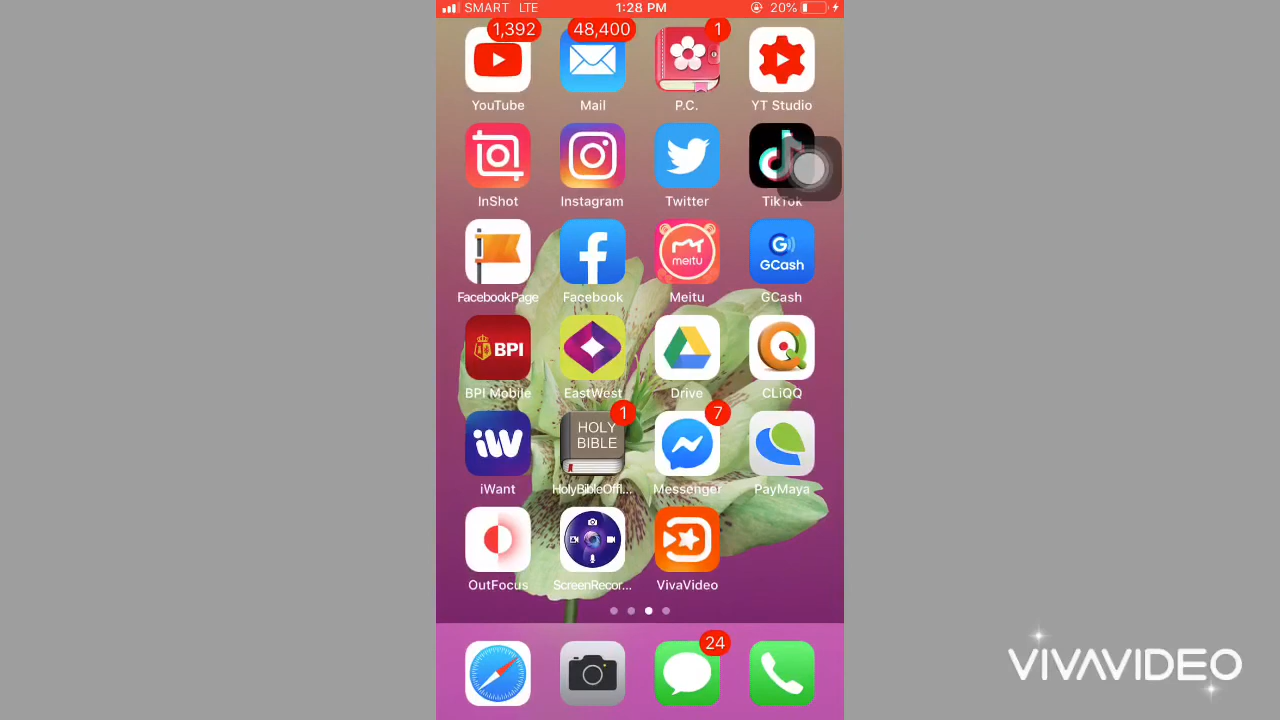 SMART LTE 1:28 PM 20%
1,392 48,400 1
YouTube Mail P.C. YT Studio
InShot Instagram Twitter TikTok
meitu G GCash
FacebookPage Facebook Meitu GCash
BPI
BPI Mobile EastWest Drive CLiQQ
1 7
iW HOLY
BIBLE
iWant HolyBibleOffl... Messenger PayMaya
OutFocus ScreenRecor... VivaVideo
24
VIVAVIDEO